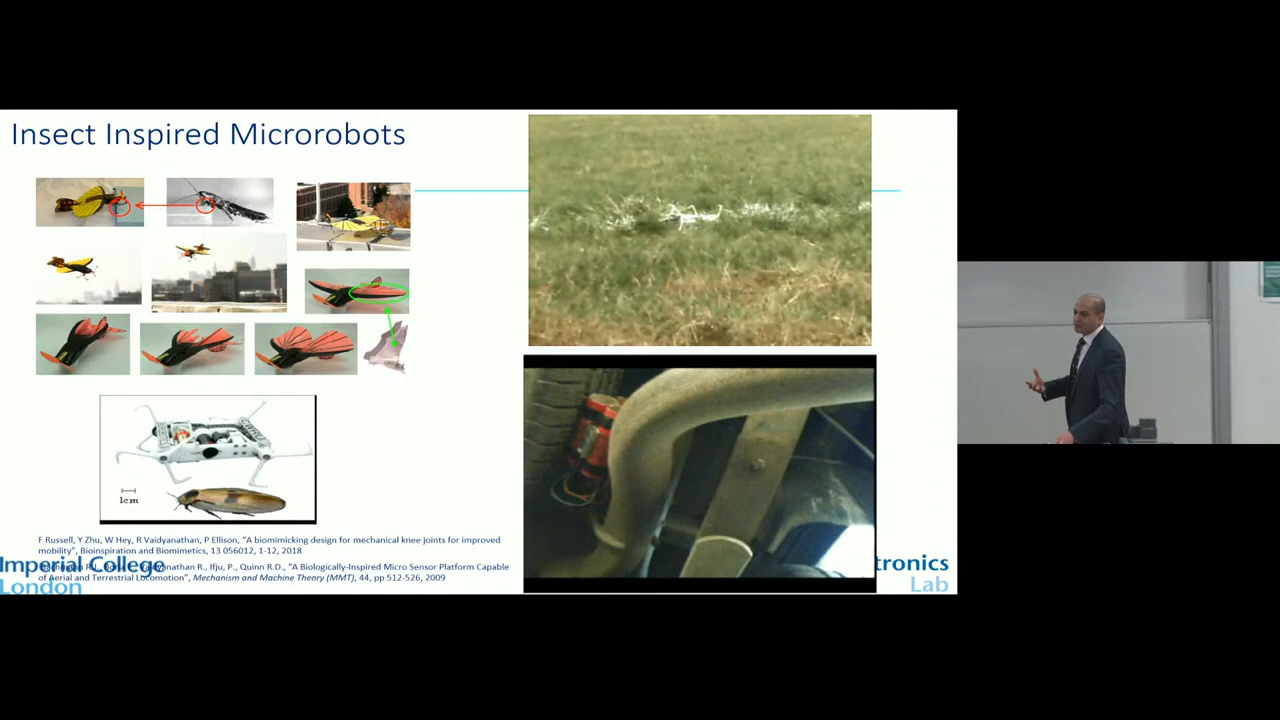 Insect Inspired Microrobots
1cm
F Russell, Y Zhu, W Hey, R Vaidyanathan, P Ellison, "A biomimicking design for mechanical knee joints for improved
mobility", Bioinspiration and Biomimetics, 13 056012, 1-12, 2018
R., Ifju, P., Quinn R.D., "A Biologically-Inspired Micro Sensor Platform Capable
of Aerial and Terrestrial Locomotion", Mechanism and Machine Theory (MMT), 44, pp 512-526, 2009
Imperial College
London
tronics
Lab